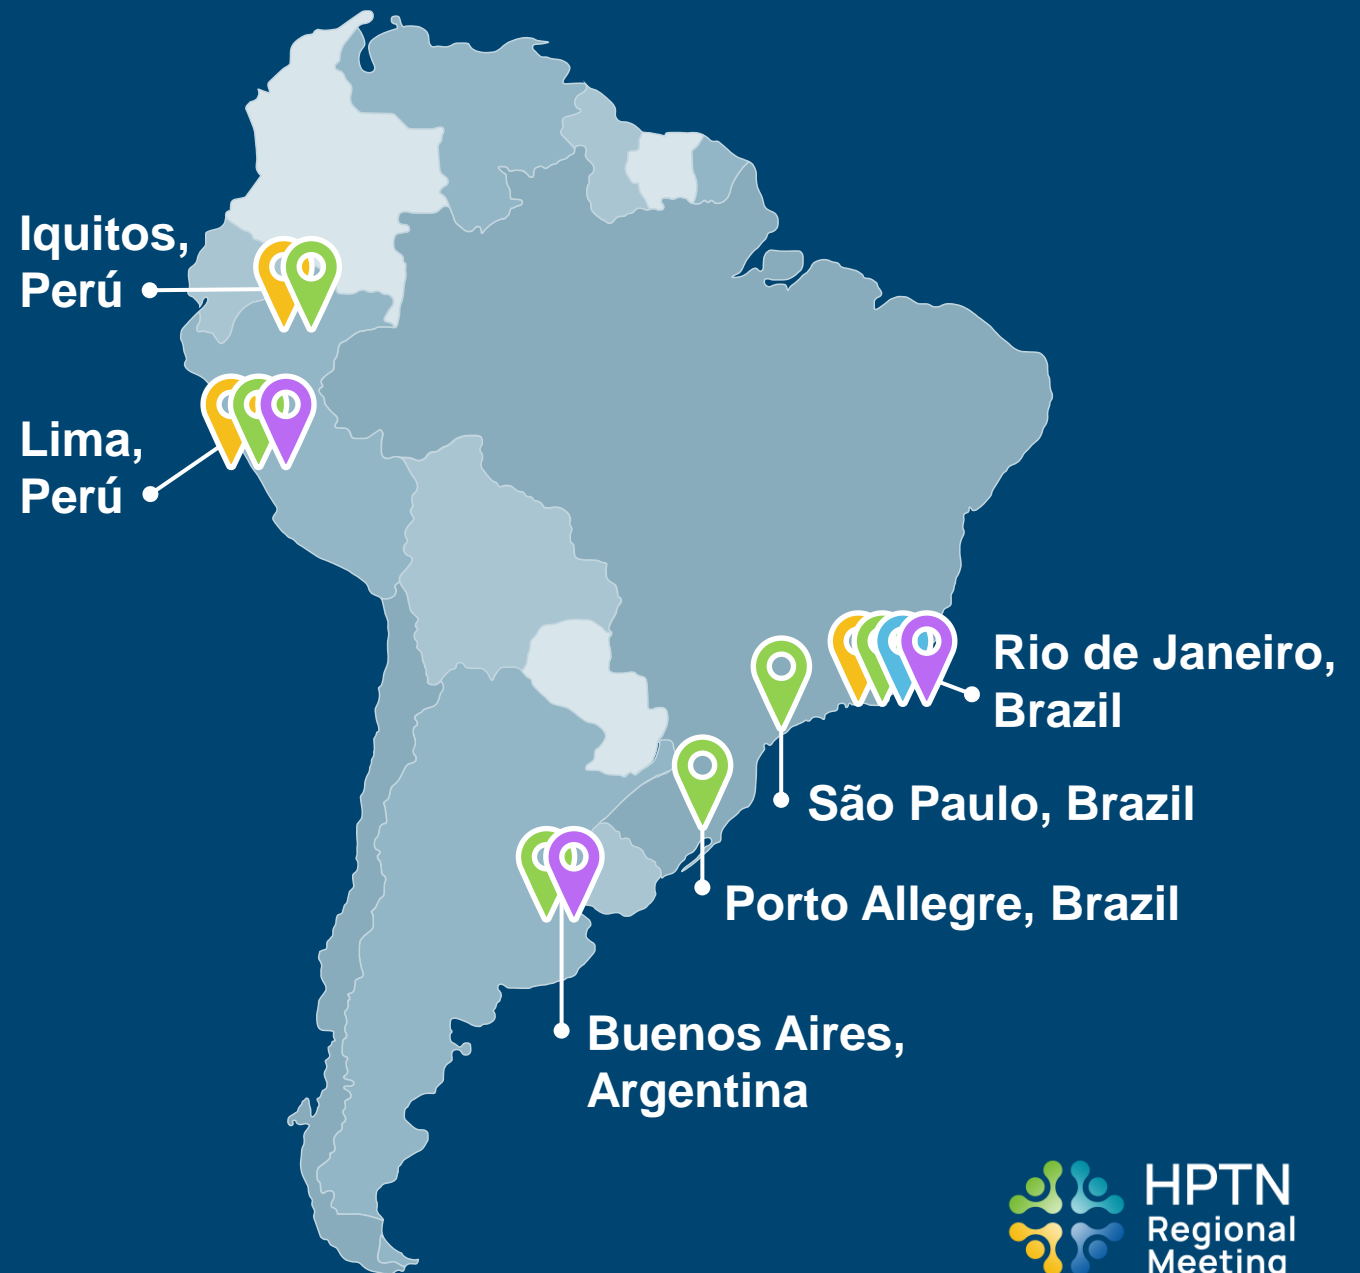 Iquitos,
Perú
Lima,
Perú
Rio de Janeiro,
Brazil
São Paulo, Brazil
Porto Allegre, Brazil
Buenos Aires,
Argentina
HPTN
Regional
Meeting